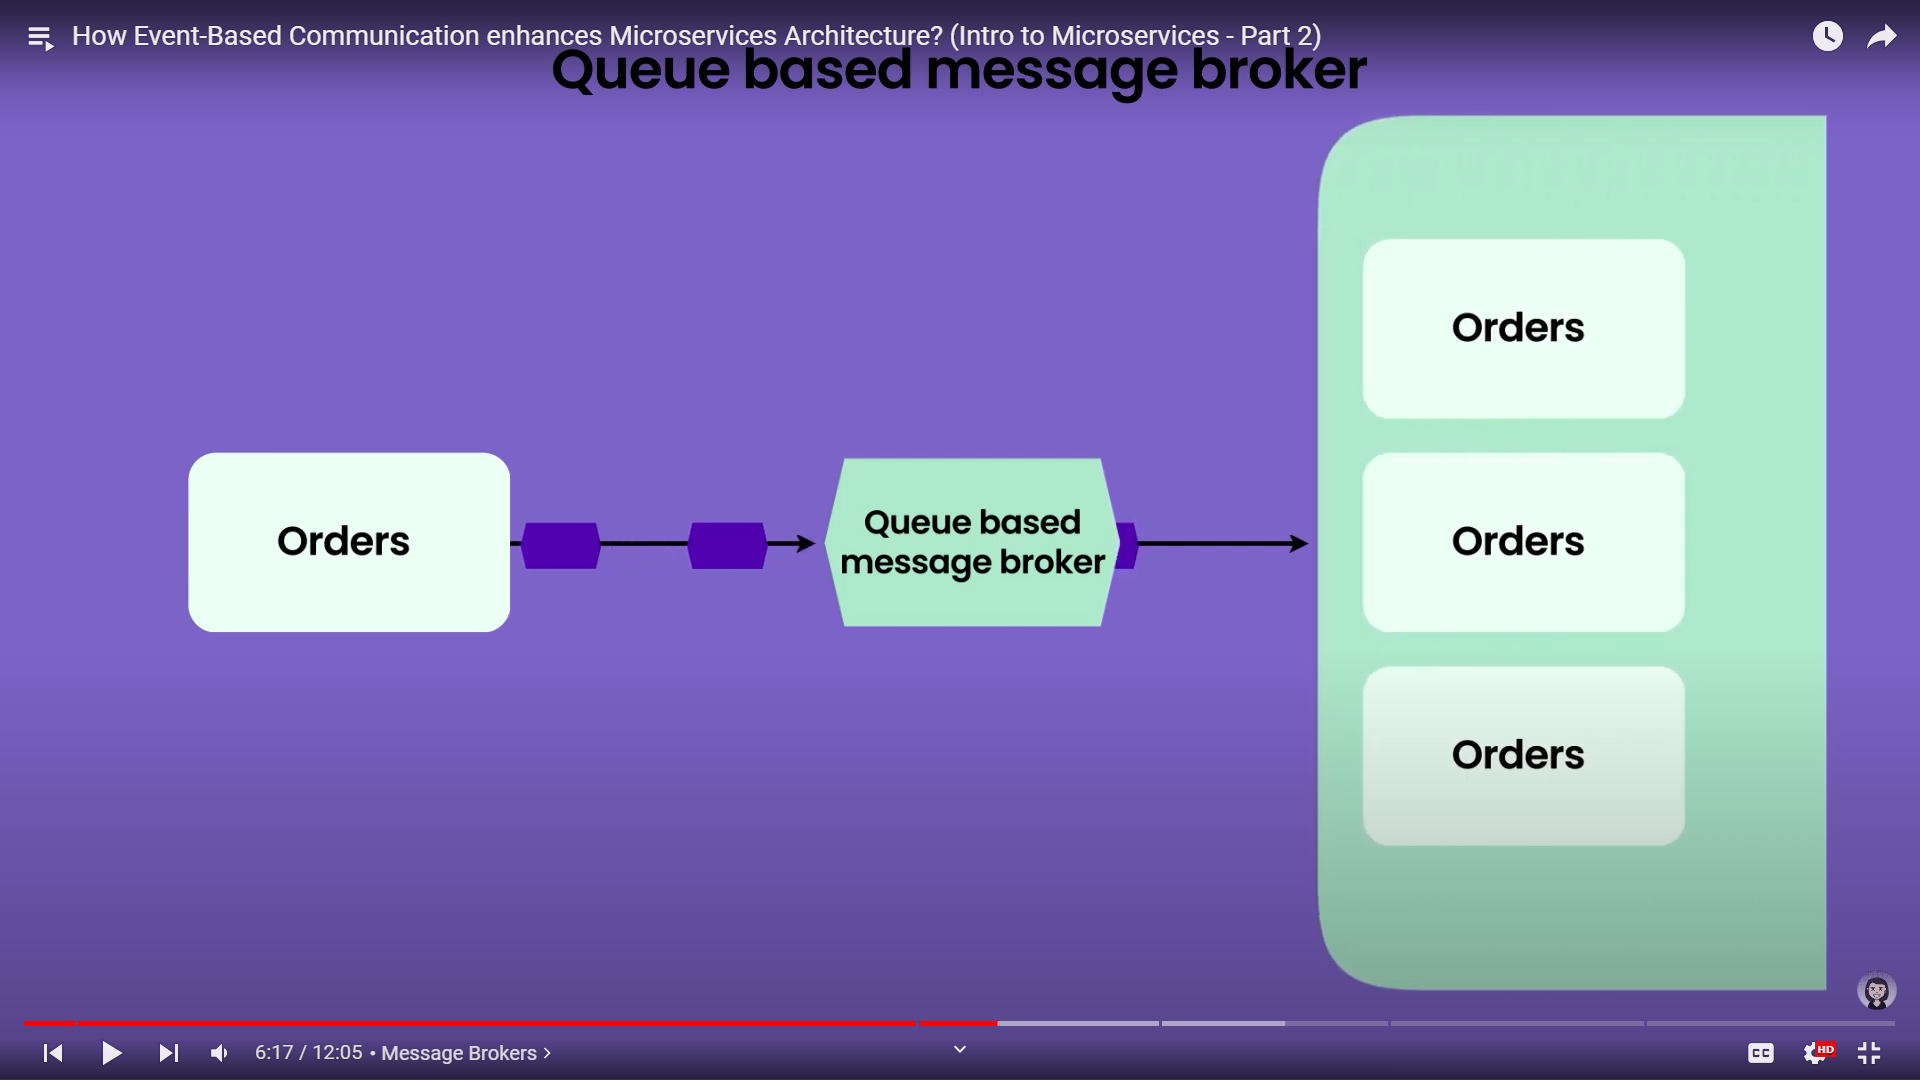 How Event-Based Communication enhances Microservices Architecture? (Intro to Microservices - Part 2)
Queue based message broker
Orders
Orders
Queue based
message broker
Orders
Orders
6:17 / 12:05 • Message Brokers >
CC
HD